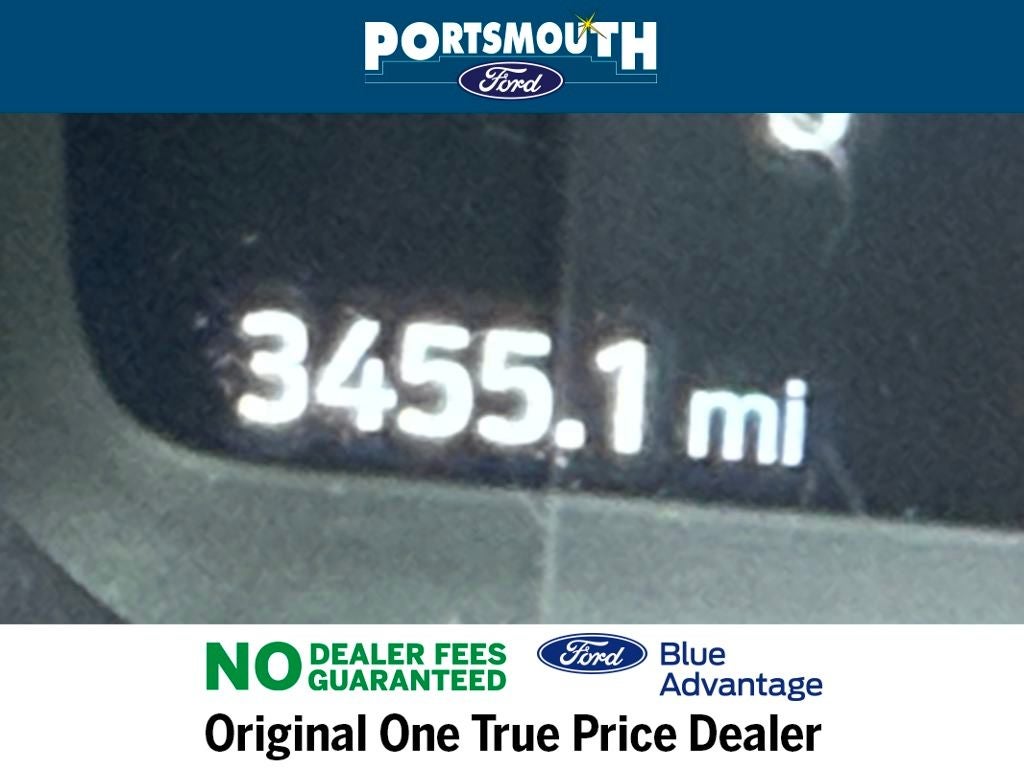 PORTSMOUTH
Ford
3455.1 mi
NO DEALER FEES
GUARANTEED
Ford Blue
Advantage
Original One True Price Dealer